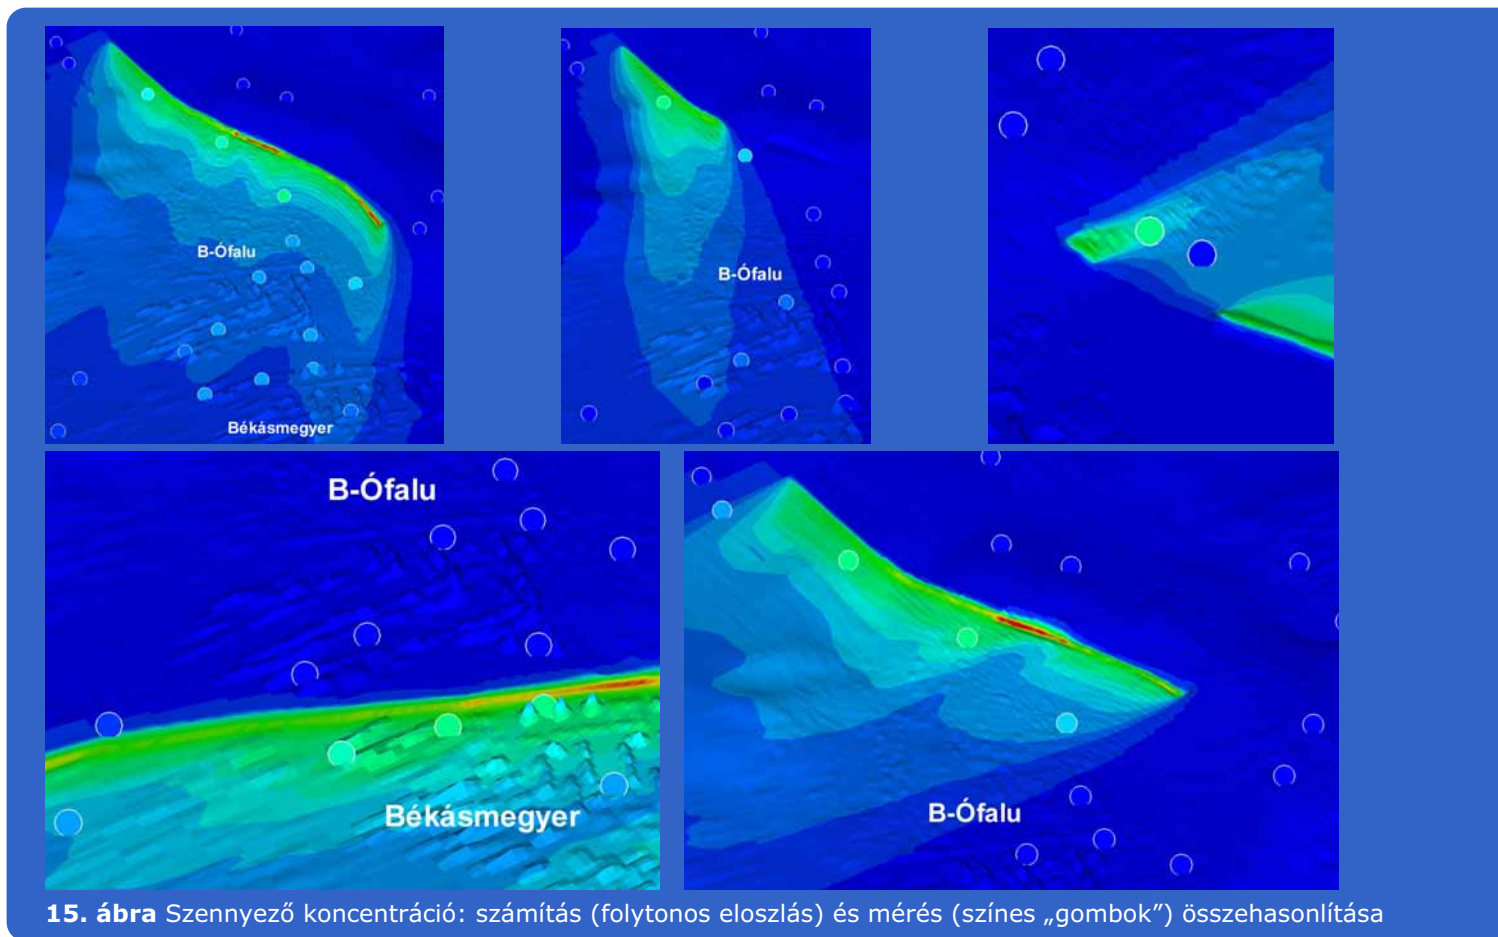 B-Ófalu
Békásmegyer
B-Ófalu
B-Ófalu
Békásmegyer
B-Ófalu
15. ábra Szennyező koncentráció: számítás (folytonos eloszlás) és mérés (színes „gombok”) összehasonlítása